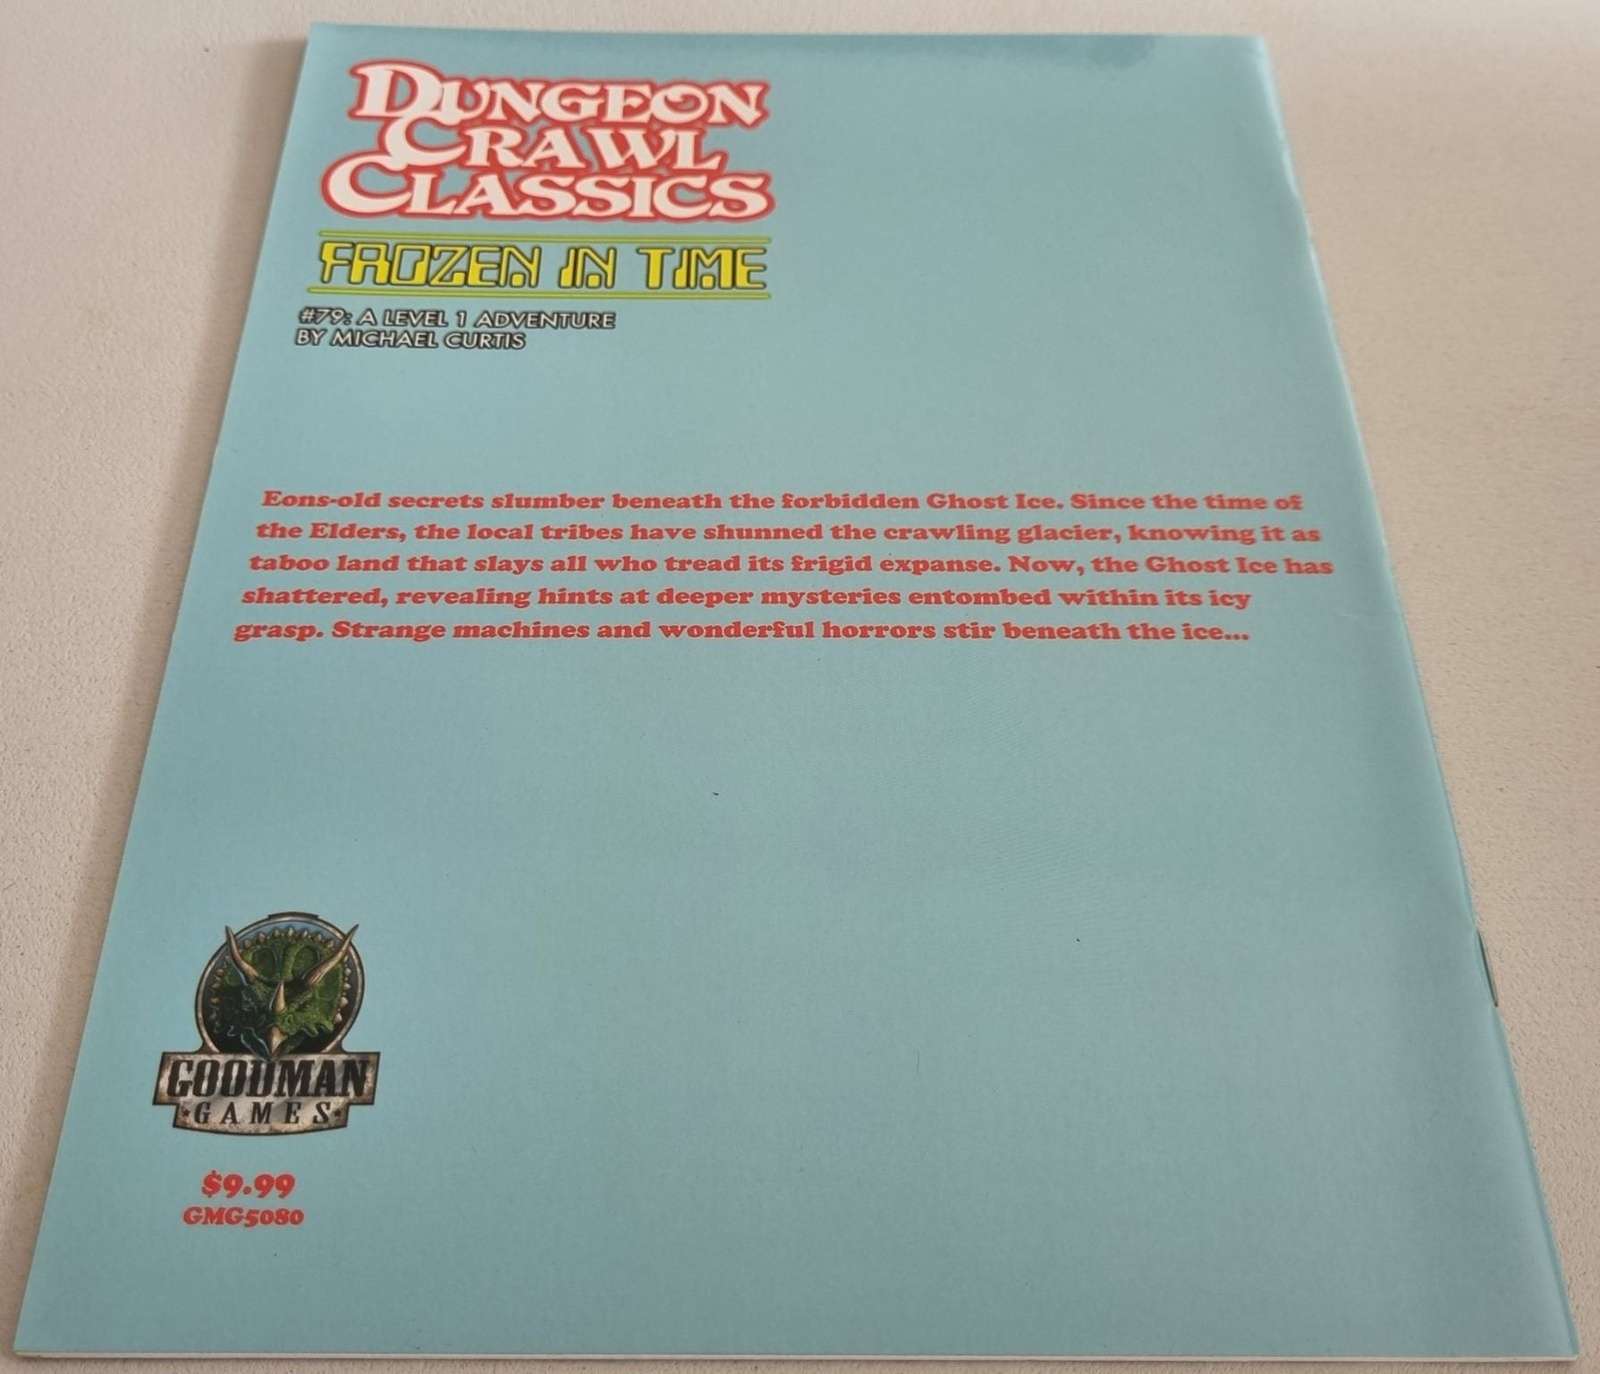 DUNGEON
CRAWL
CLASSICS
FROZEN IN TIME
#79: A LEVEL 1 ADVENTURE
BY MICHAEL CURTIS
Eons-old secrets slumber beneath the forbidden Ghost Ice. Since the time of
the Elders, the local tribes have shunned the crawling glacier, knowing it as
taboo land that slays all who tread its frigid expanse. Now, the Ghost Ice has
shattered, revealing hints at deeper mysteries entombed within its icy
grasp. Strange machines and wonderful horrors stir beneath the ice...
GOODMAN
GAMES
$9.99
GMG5080